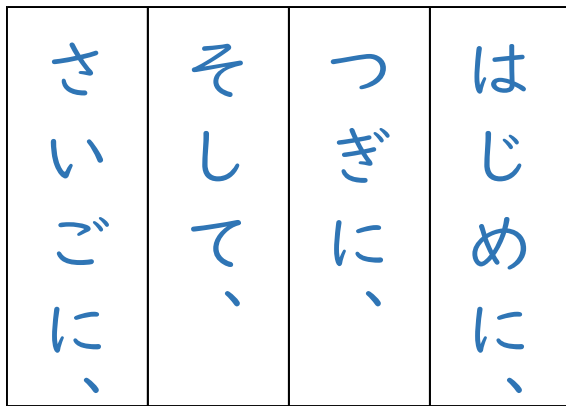 はじめに、
つぎに、
そして、
さいごに、